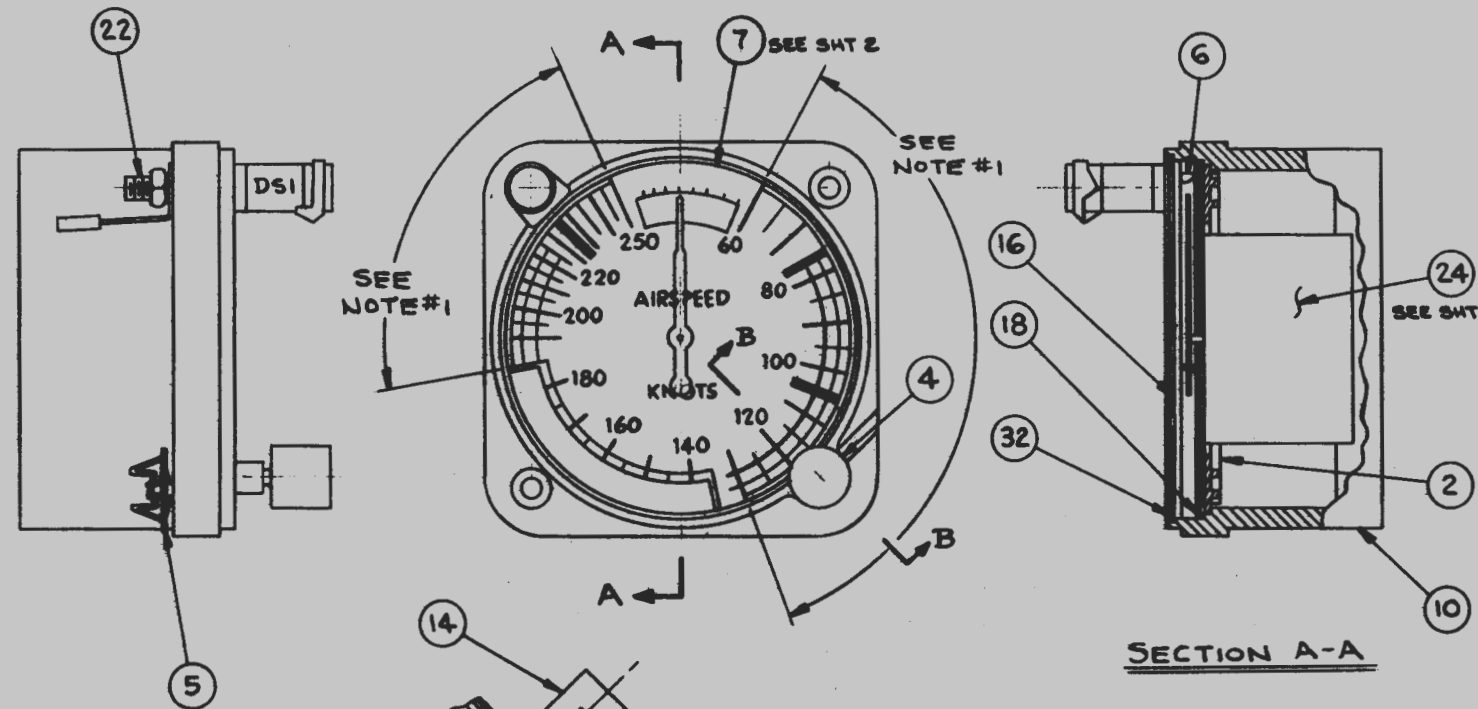 22
DS1
5
A
7 SEE SHT 2
SEE
NOTE #1
SEE
NOTE #1
250
60
220
80
200
AIRSPEED
B
180
100
KNOTS
160
120
140
4
B
A
14
6
16
24
SEE SHT
18
32
2
10
SECTION A-A